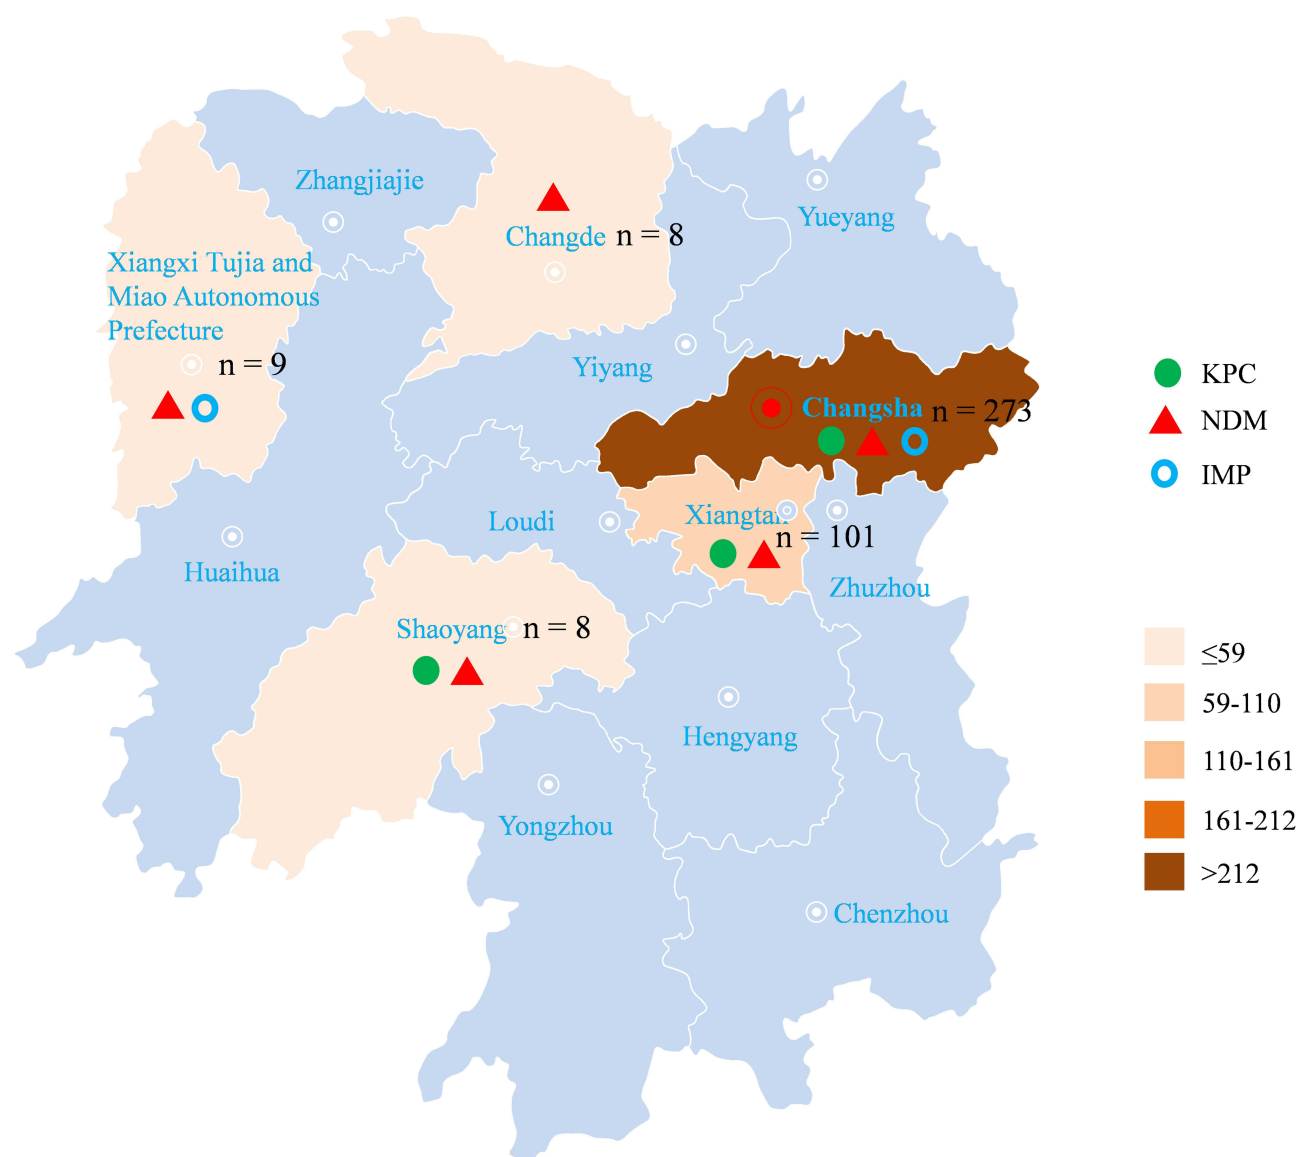 Zhangjiajie
Yueyang
Changde n = 8
Xiangxi Tujia and
Miao Autonomous
Prefecture
n = 9
Yiyang
Changsha n = 273
KPC
NDM
IMP
Loudi
Xiangtan
n = 101
Huaihua
Zhuzhou
Shaoyang n = 8
Hengyang
Yongzhou
Chenzhou
≤59
59-110
110-161
161-212
>212